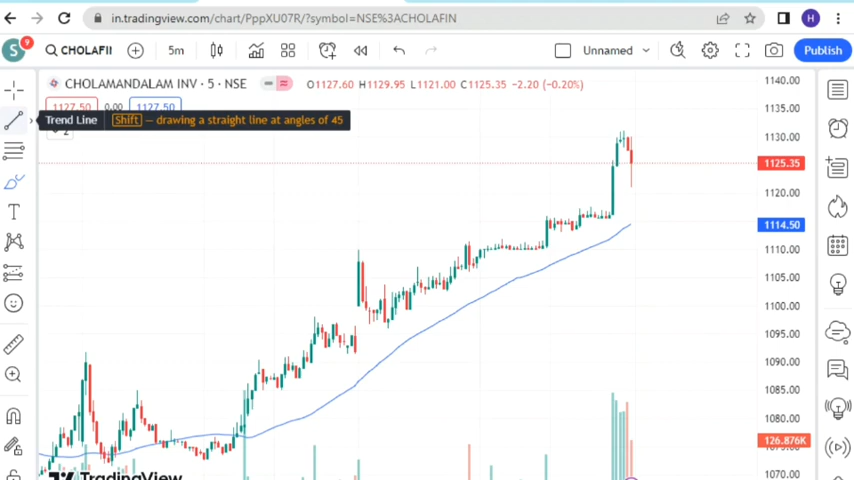 in.tradingview.com/chart/PppXU07R/?symbol=NSE%3ACHOLAFIN
H
S 9 CHOLAFII 5m Unnamed Publish
CHOLAMANDALAM INV · 5 · NSE O1127.60 H1129.95 L1121.00 C1125.35 −2.20 (−0.20%)
1127.50 0.00 1127.50
Trend Line Shift — drawing a straight line at angles of 45
2
1140.00
1135.00
1130.00
1125.35
1120.00
1114.50
1110.00
1105.00
1100.00
1095.00
1090.00
1085.00
1080.00
126.876K
1070.00
TradingView